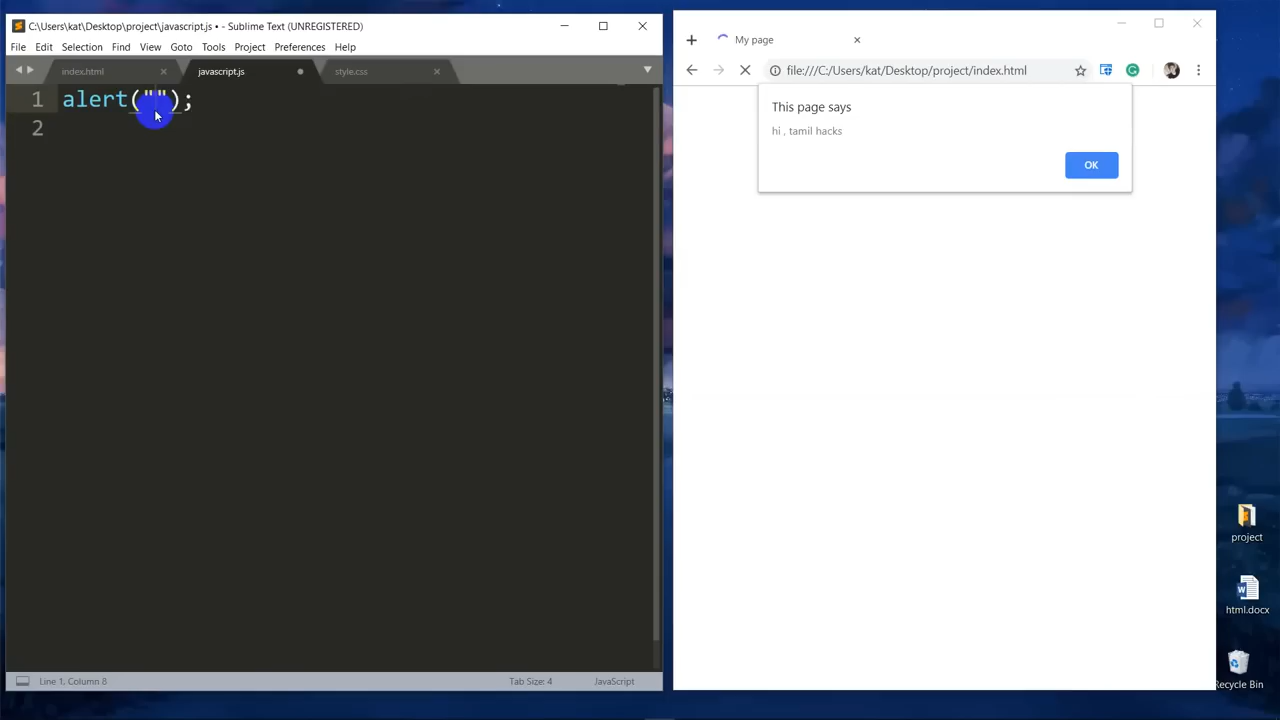 C:\Users\kat\Desktop\project\javascript.js • - Sublime Text (UNREGISTERED)
File Edit Selection Find View Goto Tools Project Preferences Help
index.html javascript.js style.css
1 alert("");
2
Line 1, Column 8 Tab Size: 4 JavaScript
My page
file:///C:/Users/kat/Desktop/project/index.html
This page says
hi , tamil hacks
OK
project
html.docx
Recycle Bin